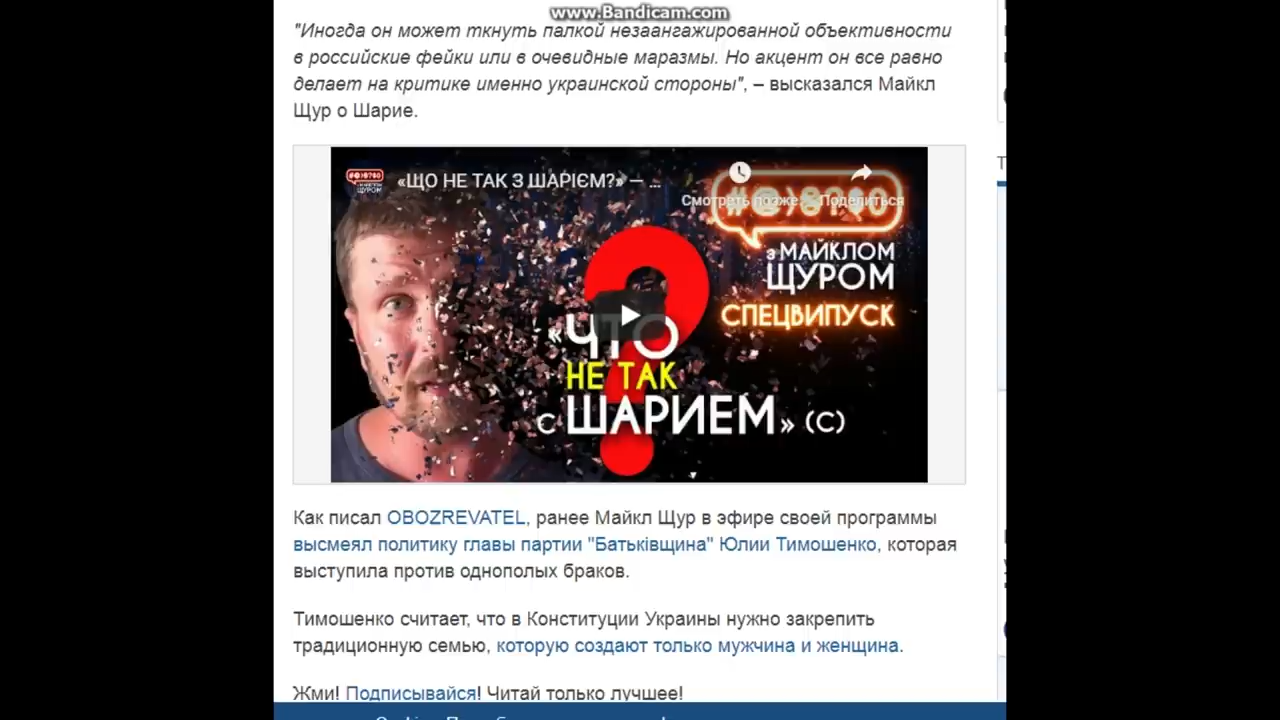 www.Bandicam.com
"Иногда он может ткнуть палкой незаангажированной объективности
в российские фейки или в очевидные маразмы. Но акцент он все равно
делает на критике именно украинской стороны", – высказался Майкл
Щур о Шарие.
«ЩО НЕ ТАК З ШАРІЄМ?» — ...
Смотреть позже
Поделиться
#@)8?00
з МАЙКЛОМ
ЩУРОМ
СПЕЦВИПУСК
«ЧТО
НЕ ТАК
с ШАРИЕМ» (С)
Как писал OBOZREVATEL, ранее Майкл Щур в эфире своей программы
высмеял политику главы партии "Батьківщина" Юлии Тимошенко, которая
выступила против однополых браков.
Тимошенко считает, что в Конституции Украины нужно закрепить
традиционную семью, которую создают только мужчина и женщина.
Жми! Подписывайся! Читай только лучшее!